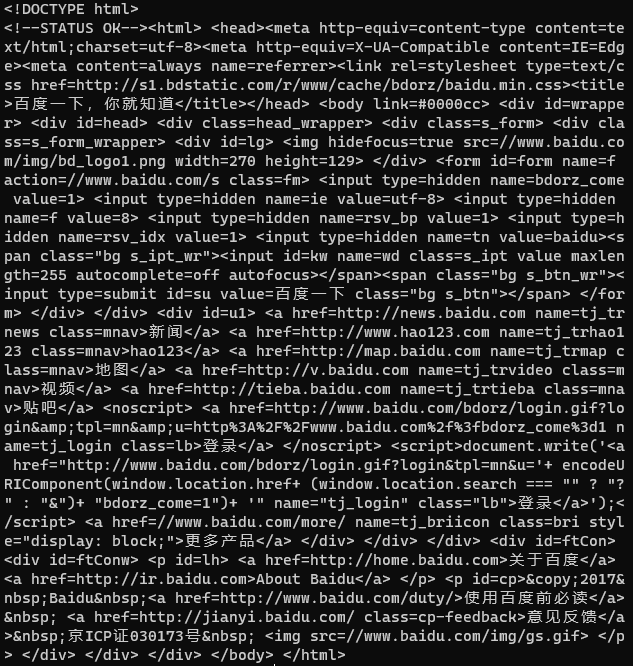 <!DOCTYPE html>
<!--STATUS OK--><html> <head><meta http-equiv=content-type content=te
xt/html;charset=utf-8><meta http-equiv=X-UA-Compatible content=IE=Edg
e><meta content=always name=referrer><link rel=stylesheet type=text/c
ss href=http://s1.bdstatic.com/r/www/cache/bdorz/baidu.min.css><title
>百度一下，你就知道</title></head> <body link=#0000cc> <div id=wrappe
r> <div id=head> <div class=head_wrapper> <div class=s_form> <div cla
ss=s_form_wrapper> <div id=lg> <img hidefocus=true src=//www.baidu.co
m/img/bd_logo1.png width=270 height=129> </div> <form id=form name=f
action=//www.baidu.com/s class=fm> <input type=hidden name=bdorz_come
 value=1> <input type=hidden name=ie value=utf-8> <input type=hidden
name=f value=8> <input type=hidden name=rsv_bp value=1> <input type=h
idden name=rsv_idx value=1> <input type=hidden name=tn value=baidu><s
pan class="bg s_ipt_wr"><input id=kw name=wd class=s_ipt value maxlen
gth=255 autocomplete=off autofocus></span><span class="bg s_btn_wr"><
input type=submit id=su value=百度一下 class="bg s_btn"></span> </for
m> </div> </div> <div id=u1> <a href=http://news.baidu.com name=tj_tr
news class=mnav>新闻</a> <a href=http://www.hao123.com name=tj_trhao1
23 class=mnav>hao123</a> <a href=http://map.baidu.com name=tj_trmap c
lass=mnav>地图</a> <a href=http://v.baidu.com name=tj_trvideo class=m
nav>视频</a> <a href=http://tieba.baidu.com name=tj_trtieba class=mna
v>贴吧</a> <noscript> <a href=http://www.baidu.com/bdorz/login.gif?lo
gin&amp;tpl=mn&amp;u=http%3A%2F%2Fwww.baidu.com%2f%3fbdorz_come%3d1 n
ame=tj_login class=lb>登录</a> </noscript> <script>document.write('<a
 href="http://www.baidu.com/bdorz/login.gif?login&tpl=mn&u='+ encodeU
RIComponent(window.location.href+ (window.location.search === "" ? "?
" : "&")+ "bdorz_come=1")+ '" name="tj_login" class="lb">登录</a>');<
/script> <a href=//www.baidu.com/more/ name=tj_briicon class=bri styl
e="display: block;">更多产品</a> </div> </div> </div> <div id=ftCon>
<div id=ftConw> <p id=lh> <a href=http://home.baidu.com>关于百度</a>
<a href=http://ir.baidu.com>About Baidu</a> </p> <p id=cp>&copy;2017&
nbsp;Baidu&nbsp;<a href=http://www.baidu.com/duty/>使用百度前必读</a>
&nbsp; <a href=http://jianyi.baidu.com/ class=cp-feedback>意见反馈</a
>&nbsp;京ICP证030173号&nbsp; <img src=//www.baidu.com/img/gs.gif> </p
> </div> </div> </div> </body> </html>